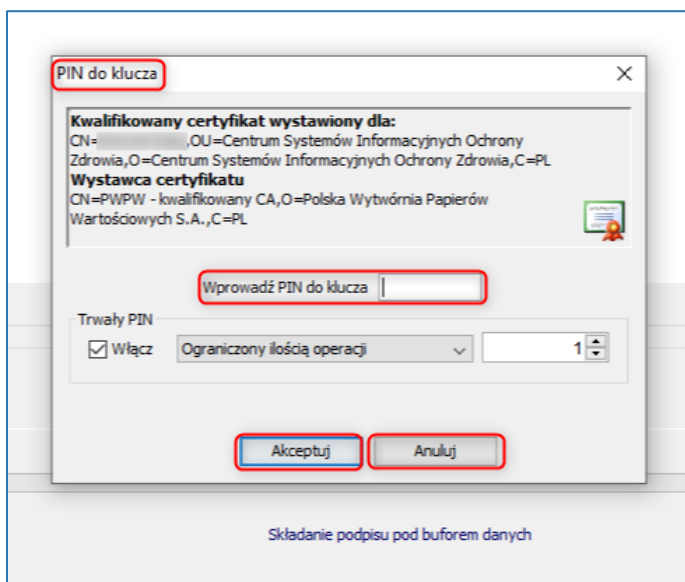 PIN do klucza
Kwalifikowany certyfikat wystawiony dla:
CN= ,OU=Centrum Systemów Informacyjnych Ochrony
Zdrowia,O=Centrum Systemów Informacyjnych Ochrony Zdrowia,C=PL
Wystawca certyfikatu
CN=PWPW - kwalifikowany CA,O=Polska Wytwórnia Papierów
Wartościowych S.A.,C=PL
Wprowadź PIN do klucza
Trwały PIN
Włącz Ograniczony ilością operacji 1
Akceptuj Anuluj
Składanie podpisu pod buforem danych